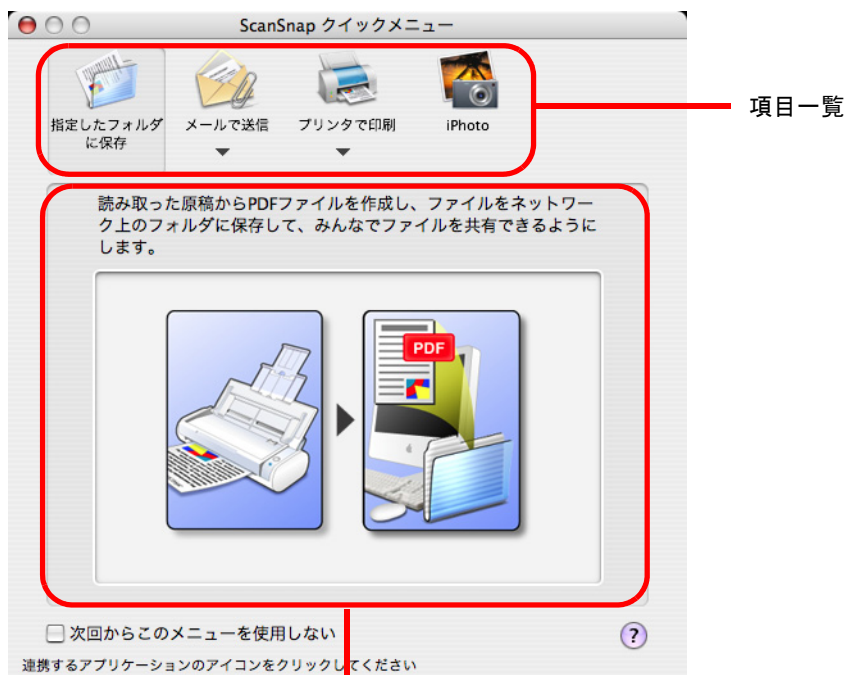 ScanSnap クイックメニュー
指定したフォルダ
に保存
メールで送信
プリンタで印刷
iPhoto
項目一覧
読み取った原稿からPDFファイルを作成し、ファイルをネットワー
ク上のフォルダに保存して、みんなでファイルを共有できるように
します。
PDF
次回からこのメニューを使用しない
?
連携するアプリケーションのアイコンをクリックしてください